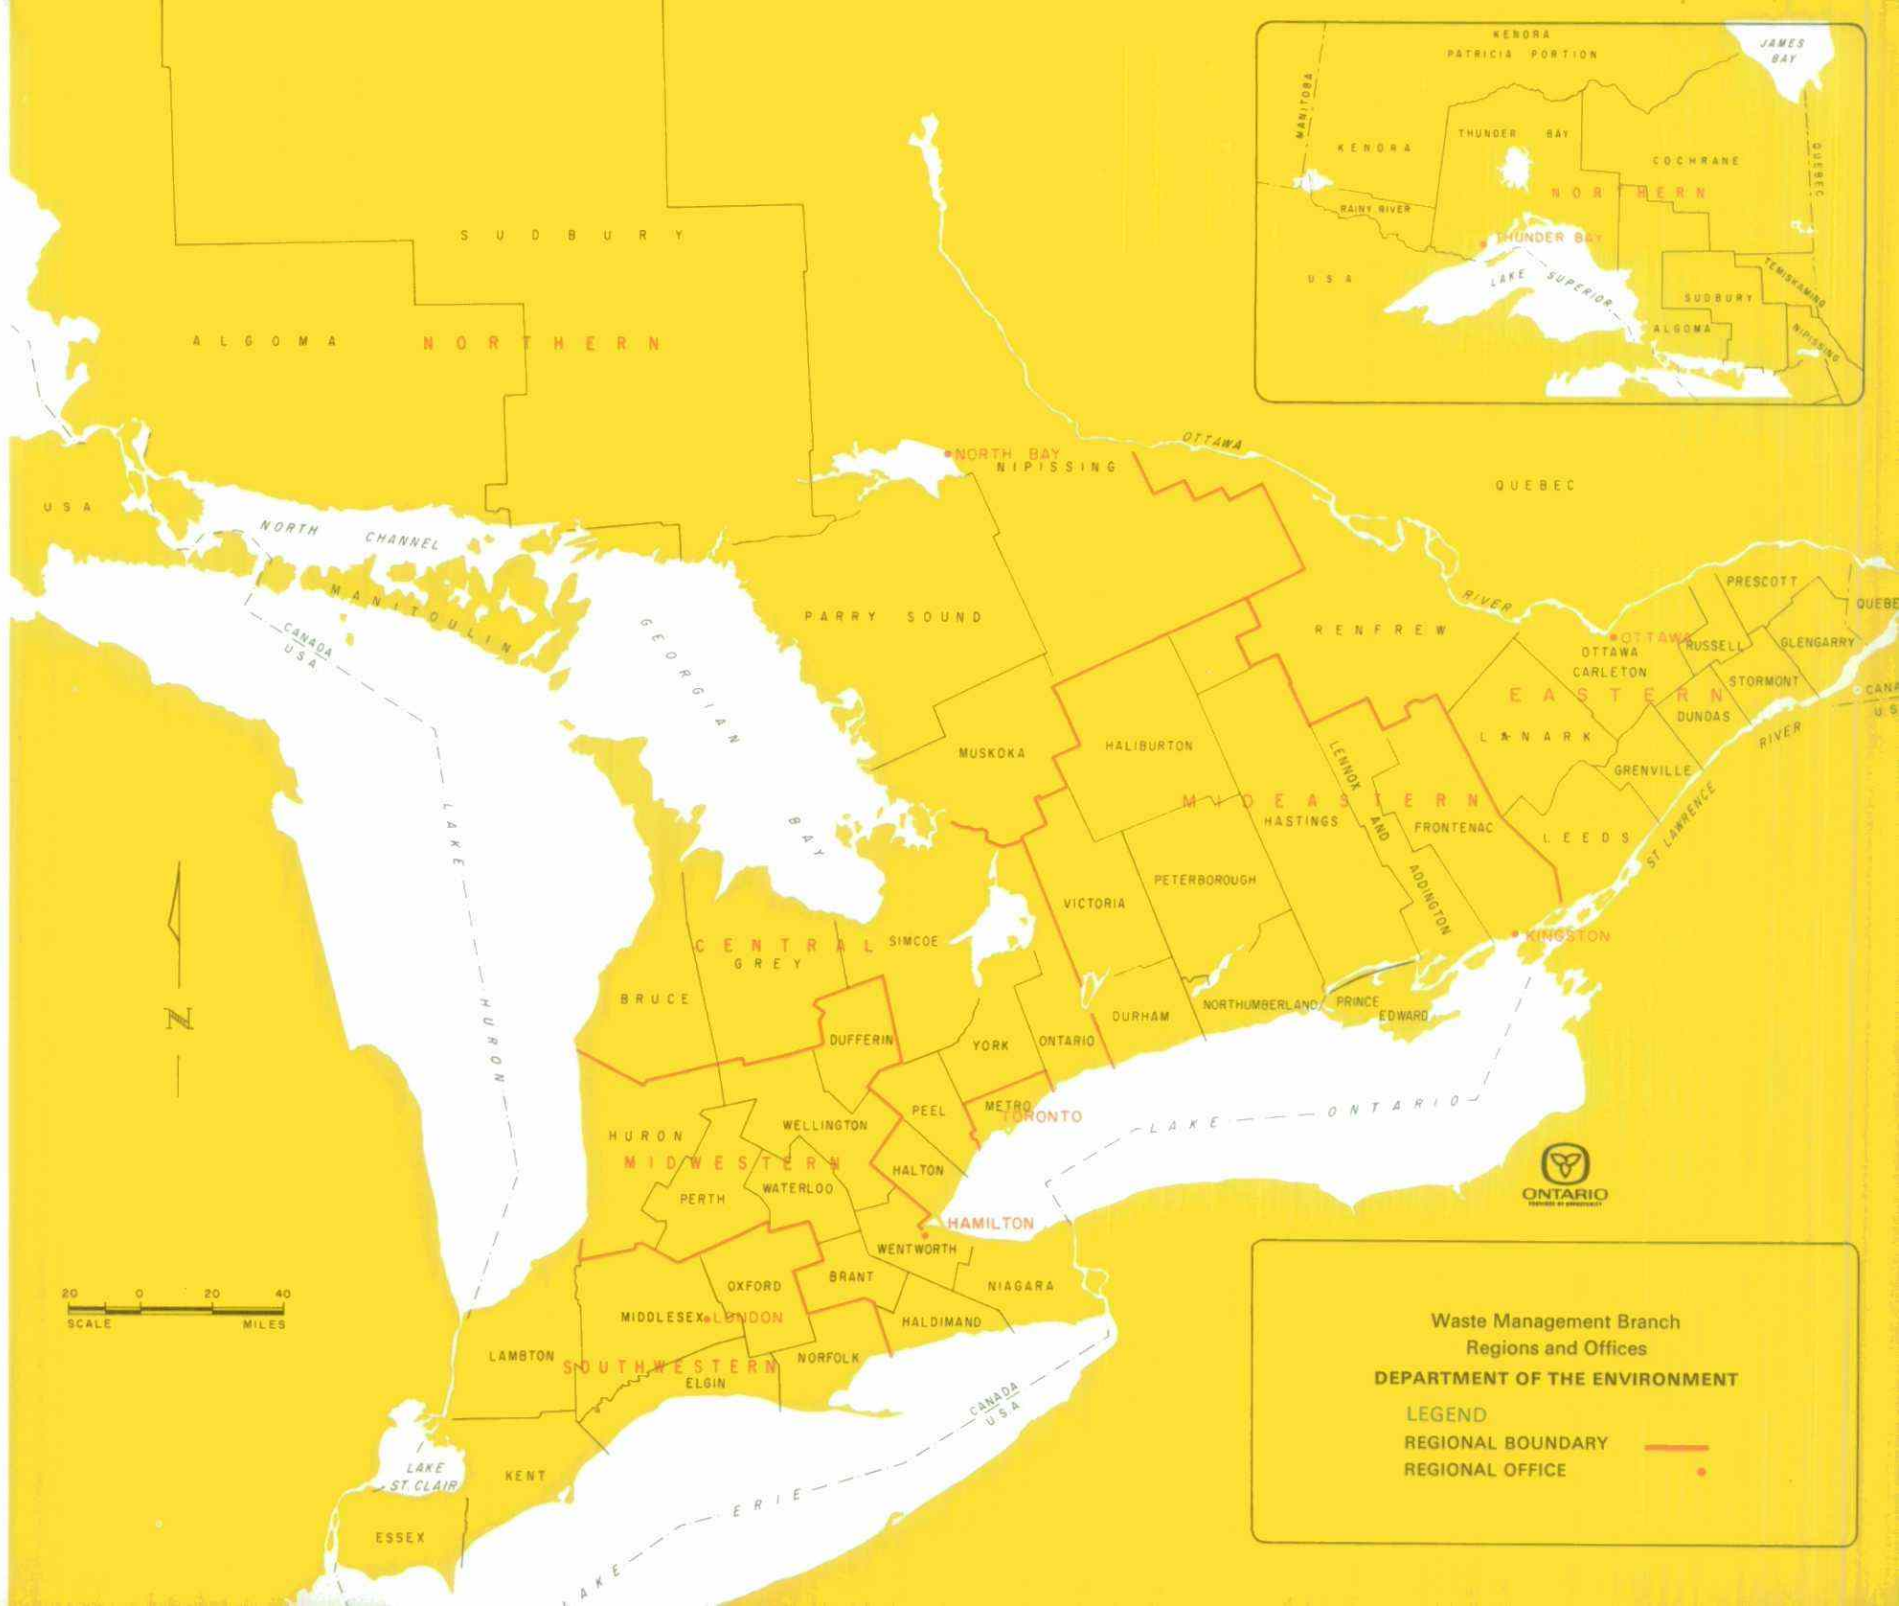 KENORA
PATRICIA PORTION
JAMES
BAY
MANITOBA
THUNDER BAY
KENORA
COCHRANE
QUEBEC
NORTHERN
RAINY RIVER
THUNDER BAY
USA
LAKE SUPERIOR
TEMISKAMING
SUDBURY
ALGOMA
NIPISSING
SUDBURY
ALGOMA
NORTHERN
NORTH BAY
NIPISSING
OTTAWA
RIVER
QUEBEC
USA
NORTH CHANNEL
MANITOULIN
CANADA
USA
GEORGIAN BAY
PARRY SOUND
RENFREW
PRESCOTT
QUEBE
OTTAWA
OTTAWA
CARLETON
RUSSELL
GLENGARRY
STORMONT
EASTERN
DUNDAS
CANA
U S
LANARK
GRENVILLE
ST LAWRENCE RIVER
LEEDS
MUSKOKA
HALIBURTON
LENNOX AND ADDINGTON
MIDEASTERN
HASTINGS
FRONTENAC
LAKE HURON
PETERBOROUGH
VICTORIA
KINGSTON
CENTRAL
SIMCOE
GREY
BRUCE
NORTHUMBERLAND
PRINCE
EDWARD
DURHAM
DUFFERIN
YORK
ONTARIO
N
PEEL
METRO
TORONTO
LAKE ONTARIO
WELLINGTON
HURON
MIDWESTERN
HALTON
PERTH
WATERLOO
HAMILTON
WENTWORTH
ONTARIO
OXFORD
BRANT
NIAGARA
20 0 20 40
SCALE MILES
MIDDLESEX
LONDON
HALDIMAND
LAMBTON
SOUTHWESTERN
NORFOLK
ELGIN
CANADA
U.S.A
LAKE
ST. CLAIR
KENT
ESSEX
LAKE ERIE
Waste Management Branch
Regions and Offices
DEPARTMENT OF THE ENVIRONMENT
LEGEND
REGIONAL BOUNDARY
REGIONAL OFFICE